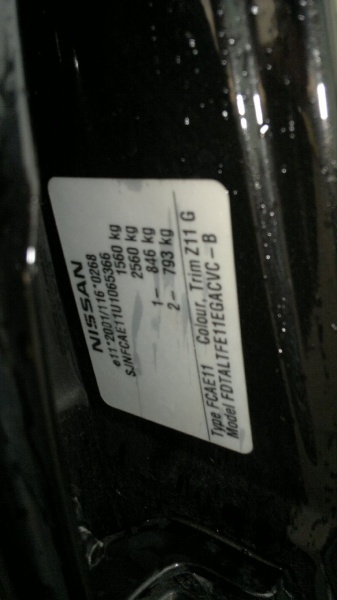 NISSAN
e11*2001/116*0268
SJNFCAE11U1065366
1560 kg
2560 kg
1– 846 kg
2– 793 kg
Type FCAE11 Colour, Trim Z11 G
Model FDTALTFE11EGACVC–B